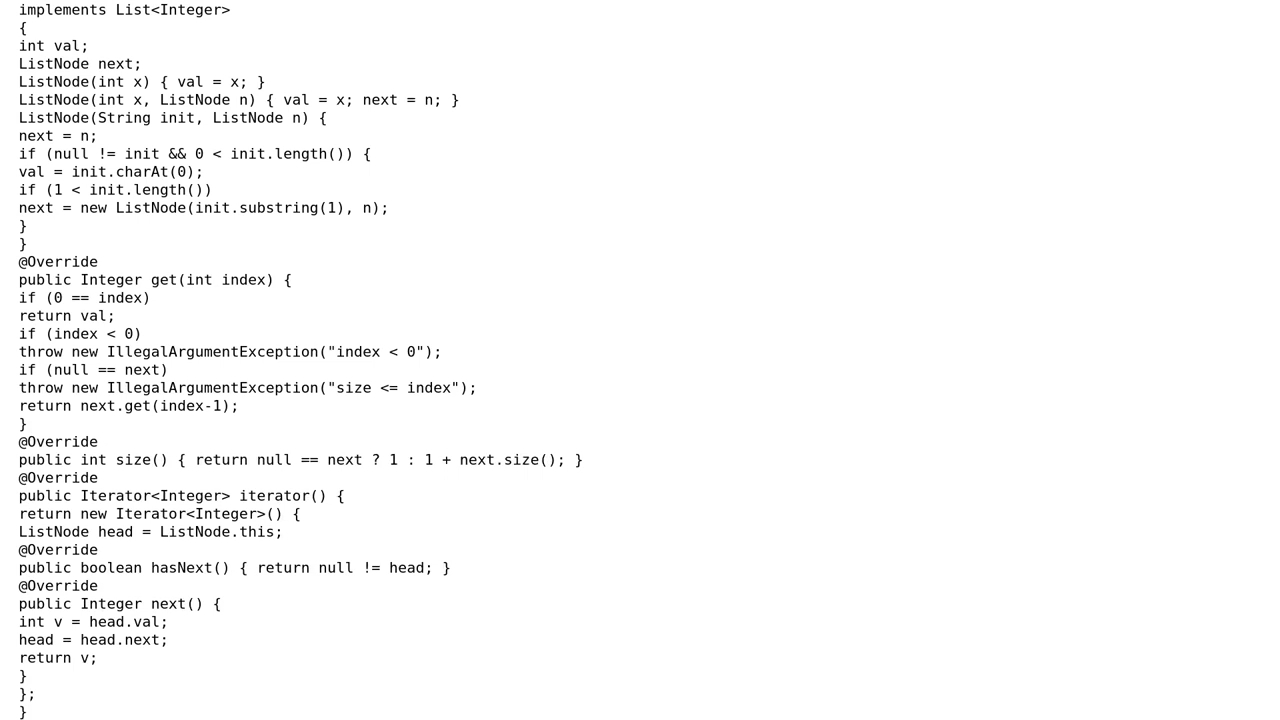 implements List<Integer>
{
int val;
ListNode next;
ListNode(int x) { val = x; }
ListNode(int x, ListNode n) { val = x; next = n; }
ListNode(String init, ListNode n) {
next = n;
if (null != init && 0 < init.length()) {
val = init.charAt(0);
if (1 < init.length())
next = new ListNode(init.substring(1), n);
}
}
@Override
public Integer get(int index) {
if (0 == index)
return val;
if (index < 0)
throw new IllegalArgumentException("index < 0");
if (null == next)
throw new IllegalArgumentException("size <= index");
return next.get(index-1);
}
@Override
public int size() { return null == next ? 1 : 1 + next.size(); }
@Override
public Iterator<Integer> iterator() {
return new Iterator<Integer>() {
ListNode head = ListNode.this;
@Override
public boolean hasNext() { return null != head; }
@Override
public Integer next() {
int v = head.val;
head = head.next;
return v;
}
};
}